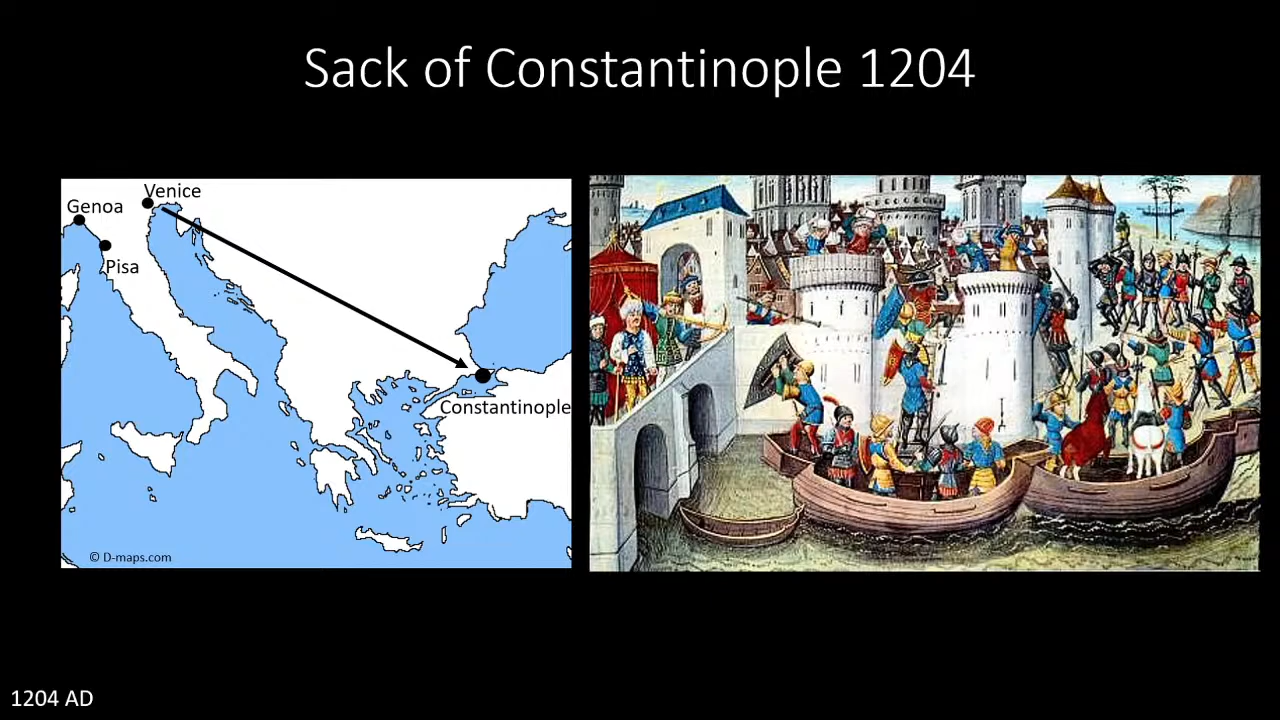 Sack of Constantinople 1204
Venice
Genoa
Pisa
Constantinople
© D-maps.com
1204 AD